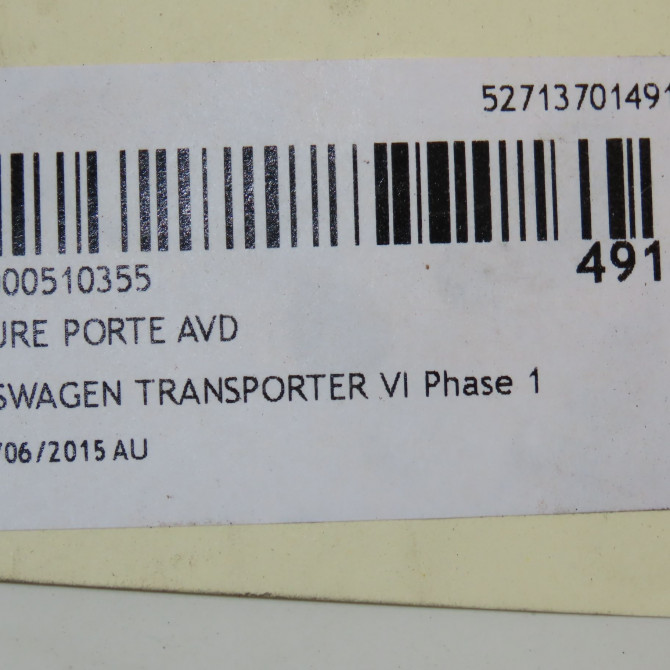 52713701491
491
00510355
URE PORTE AVD
SWAGEN TRANSPORTER VI Phase 1
/06/2015 AU